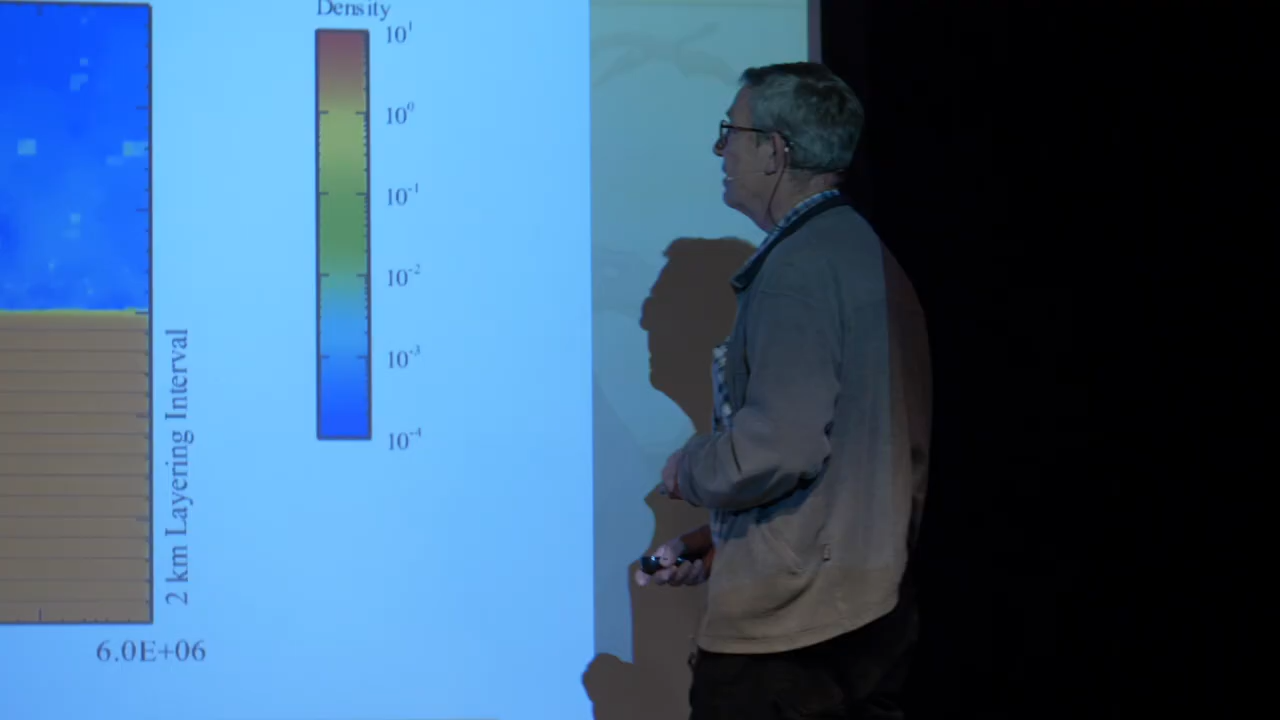 Density
10¹
10⁰
10⁻¹
10⁻²
10⁻³
10⁻⁴
2 km Layering Interval
6.0E+06